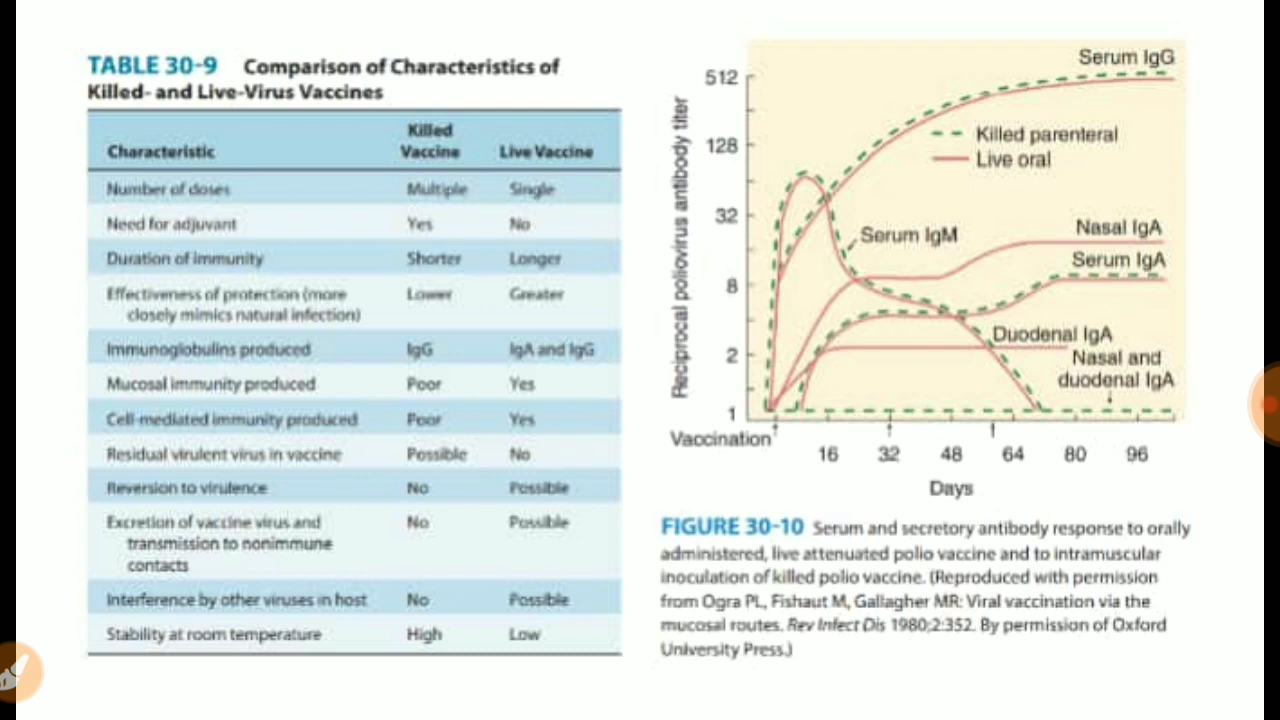 TABLE 30-9 Comparison of Characteristics of
Killed- and Live-Virus Vaccines
Characteristic Killed Vaccine Live Vaccine
Number of doses Multiple Single
Need for adjuvant Yes No
Duration of immunity Shorter Longer
Effectiveness of protection (more Lower Greater
closely mimics natural infection)
Immunoglobulins produced IgG IgA and IgG
Mucosal immunity produced Poor Yes
Cell-mediated immunity produced Poor Yes
Residual virulent virus in vaccine Possible No
Reversion to virulence No Possible
Excretion of vaccine virus and No Possible
transmission to nonimmune
contacts
Interference by other viruses in host No Possible
Stability at room temperature High Low
Reciprocal poliovirus antibody titer
512
128
32
8
2
1
Serum IgG
Killed parenteral
Live oral
Serum IgM
Nasal IgA
Serum IgA
Duodenal IgA
Nasal and
duodenal IgA
Vaccination
16 32 48 64 80 96
Days
FIGURE 30-10 Serum and secretory antibody response to orally
administered, live attenuated polio vaccine and to intramuscular
inoculation of killed polio vaccine. (Reproduced with permission
from Ogra PL, Fishaut M, Gallagher MR: Viral vaccination via the
mucosal routes. Rev Infect Dis 1980;2:352. By permission of Oxford
University Press.)